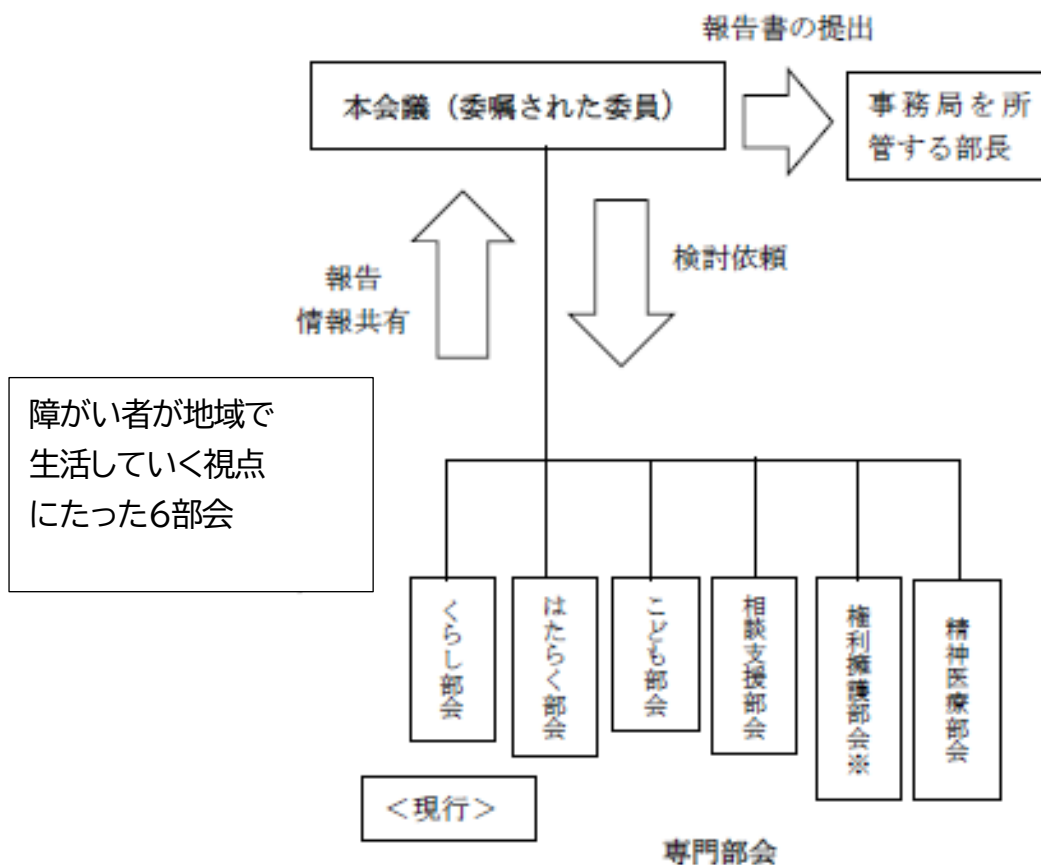 報告書の提出
本会議（委嘱された委員）
事務局を所
管する部長
検討依頼
報告
情報共有
障がい者が地域で
生活していく視点
にたった６部会
くらし部会
はたらく部会
こども部会
相談支援部会
権利擁護部会※
精神医療部会
＜現行＞
専門部会